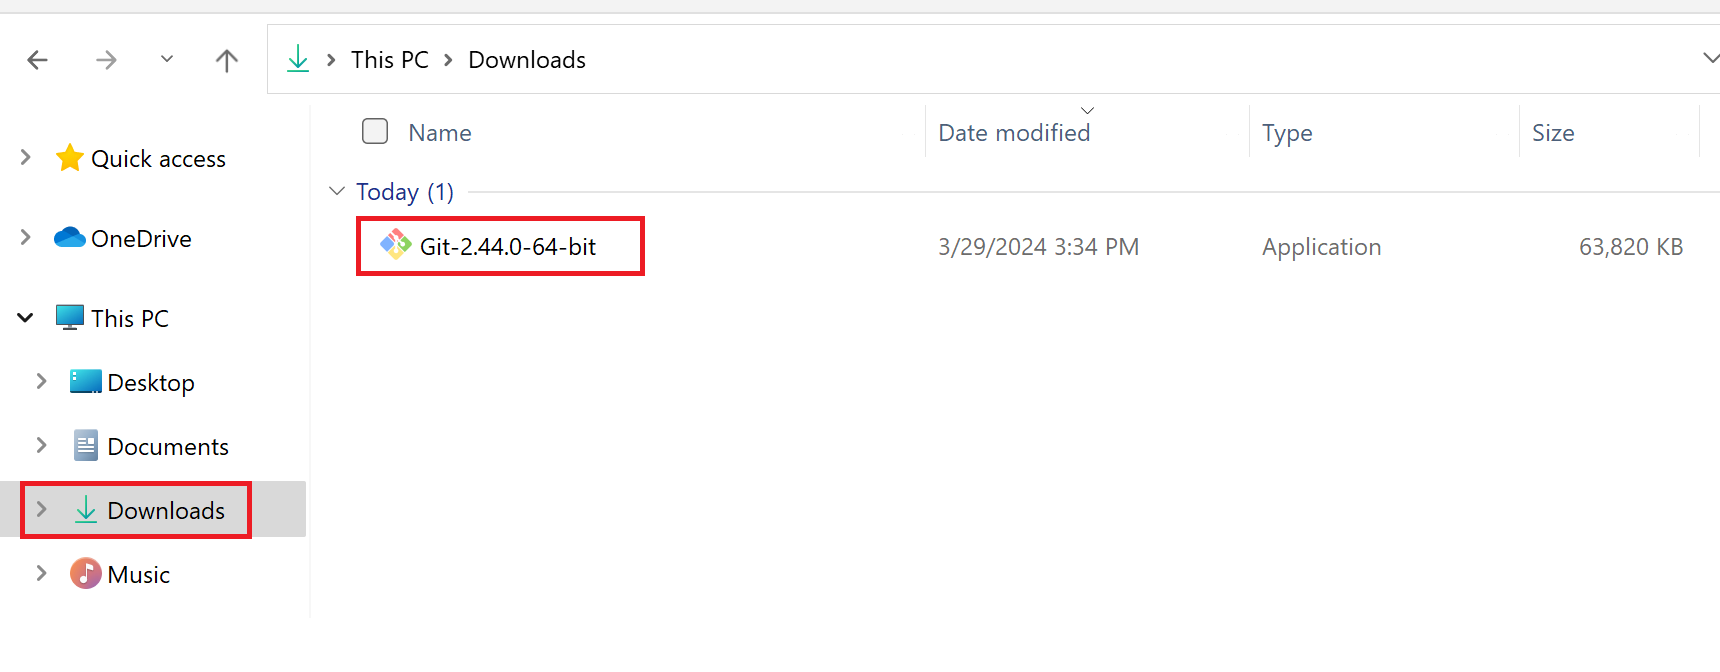 This PC > Downloads
Name Date modified Type Size
Quick access
Today (1)
OneDrive
Git-2.44.0-64-bit 3/29/2024 3:34 PM Application 63,820 KB
This PC
Desktop
Documents
Downloads
Music